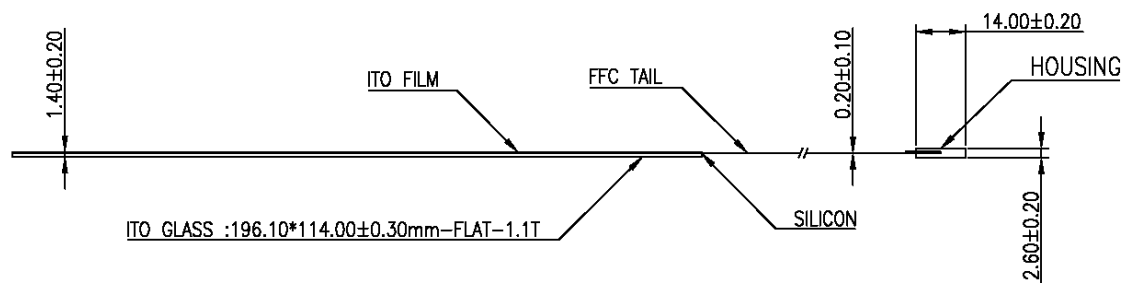 14.00±0.20
1.40±0.20
ITO FILM
FFC TAIL
0.20±0.10
HOUSING
ITO GLASS :196.10*114.00±0.30mm-FLAT-1.1T
SILICON
2.60±0.20